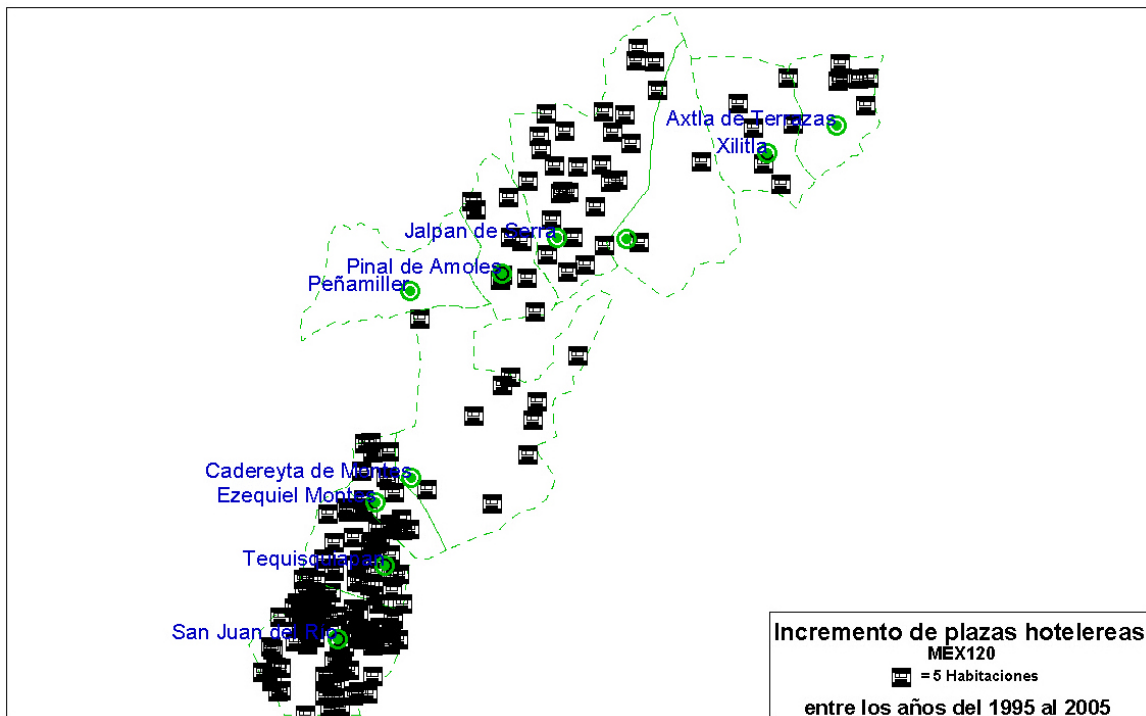 Axtla de Terrazas
Xilitla
Jalpan de Serra
Pinal de Amoles
Peñamiller
Cadereyta de Montes
Ezequiel Montes
Tequisquiapan
San Juan del Río
Incremento de plazas hotelereas
MEX120
= 5 Habitaciones
entre los años del 1995 al 2005